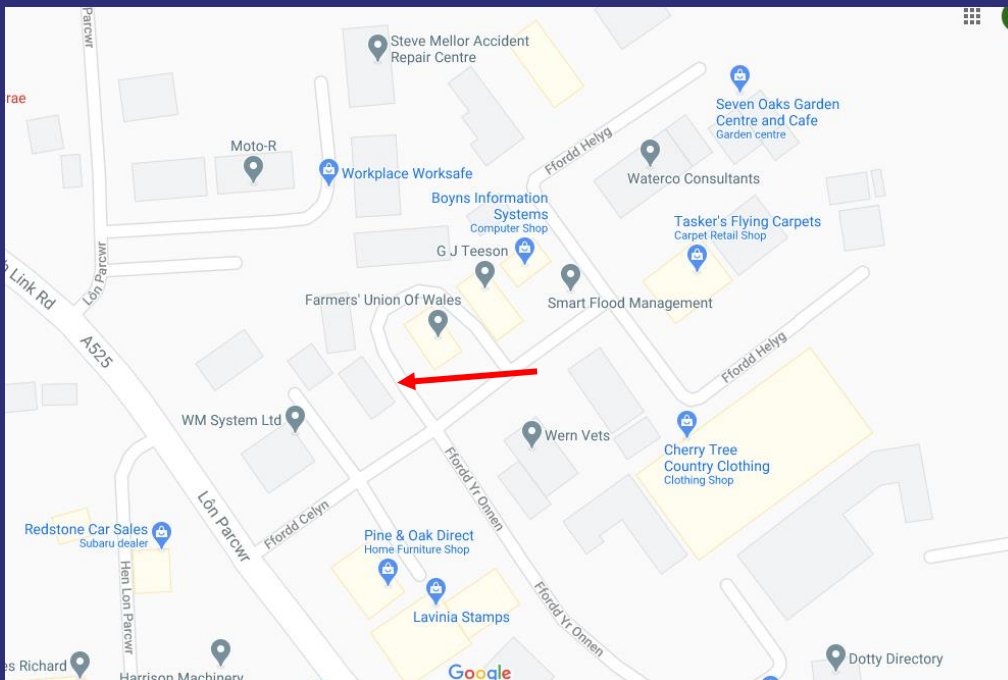 Parcwr
Steve Mellor Accident
Repair Centre
Seven Oaks Garden
Centre and Cafe
Garden centre
rae
Moto-R
Workplace Worksafe
Ffordd Helyg
Waterco Consultants
Boyns Information
Systems
Computer Shop
Tasker's Flying Carpets
Carpet Retail Shop
G J Teeson
Lôn Parcwr
Link Rd
Farmers' Union Of Wales
Smart Flood Management
A525
Ffordd Helyg
WM System Ltd
Wern Vets
Cherry Tree
Country Clothing
Clothing Shop
Ffordd Yr Onnen
Lôn Parcwr
Ffordd Celyn
Redstone Car Sales
Subaru dealer
Pine & Oak Direct
Home Furniture Shop
Hen Lon Parcwr
Lavinia Stamps
Ffordd Yr Onnen
es Richard
Harrison Machinery
Google
Dotty Directory